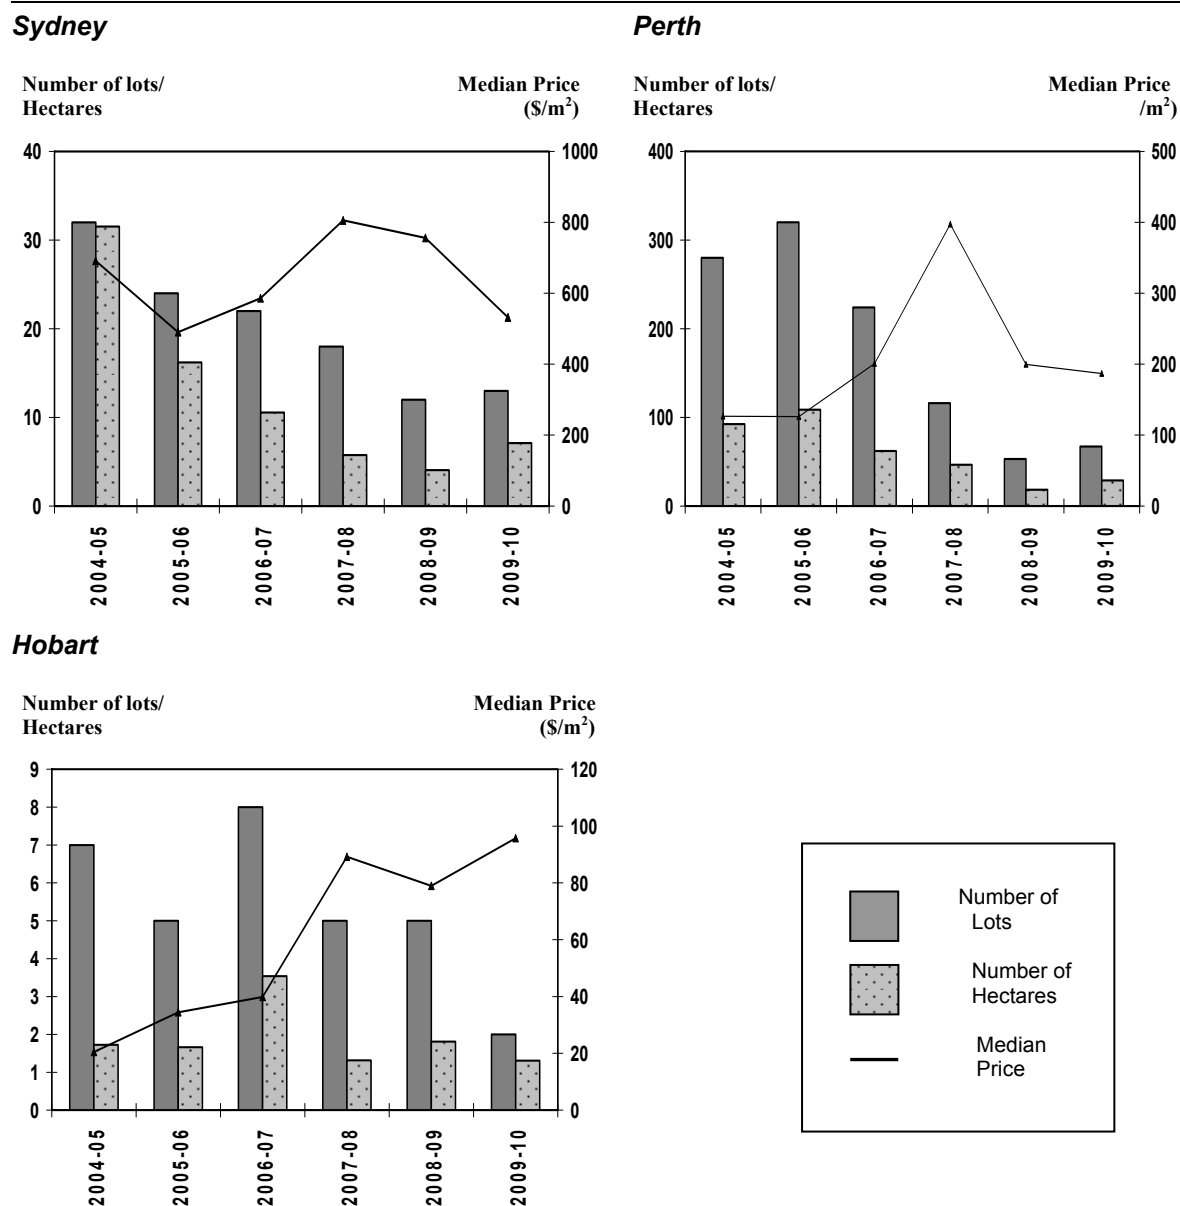 Sydney
Number of lots/
Hectares
Median Price
($/m²)
40
30
20
10
0
1000
800
600
400
200
0
2004-05
2005-06
2006-07
2007-08
2008-09
2009-10
Perth
Number of lots/
Hectares
Median Price
/m²)
400
300
200
100
0
500
400
300
200
100
0
2004-05
2005-06
2006-07
2007-08
2008-09
2009-10
Hobart
Number of lots/
Hectares
Median Price
($/m²)
9
8
7
6
5
4
3
2
1
0
120
100
80
60
40
20
0
2004-05
2005-06
2006-07
2007-08
2008-09
2009-10
Number of
Lots
Number of
Hectares
Median
Price